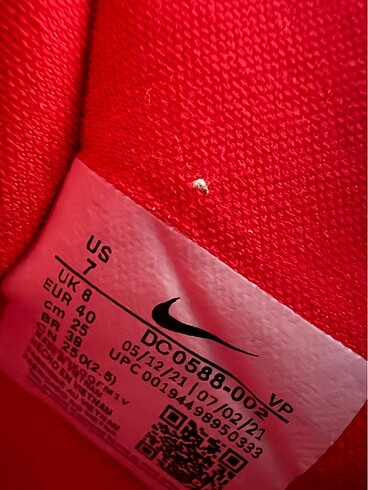 US
7
UK 6
EUR 40
cm 25
BR 38
CN 250(2.5)
DC0588-002 VP
05/12/21 | 07/02/21
UPC 00194498950333